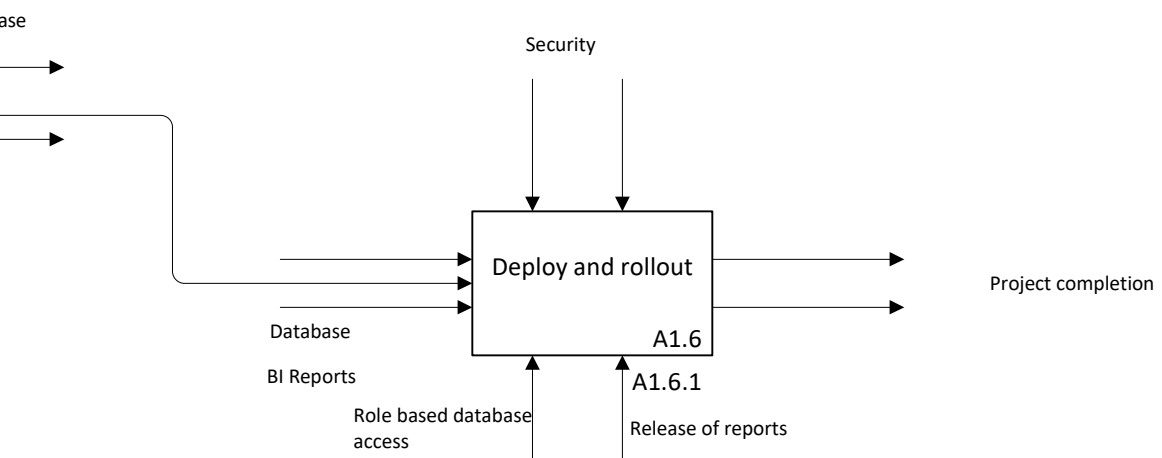 ase
Security
Deploy and rollout
A1.6
Project completion
Database
BI Reports
A1.6.1
Role based database
access
Release of reports